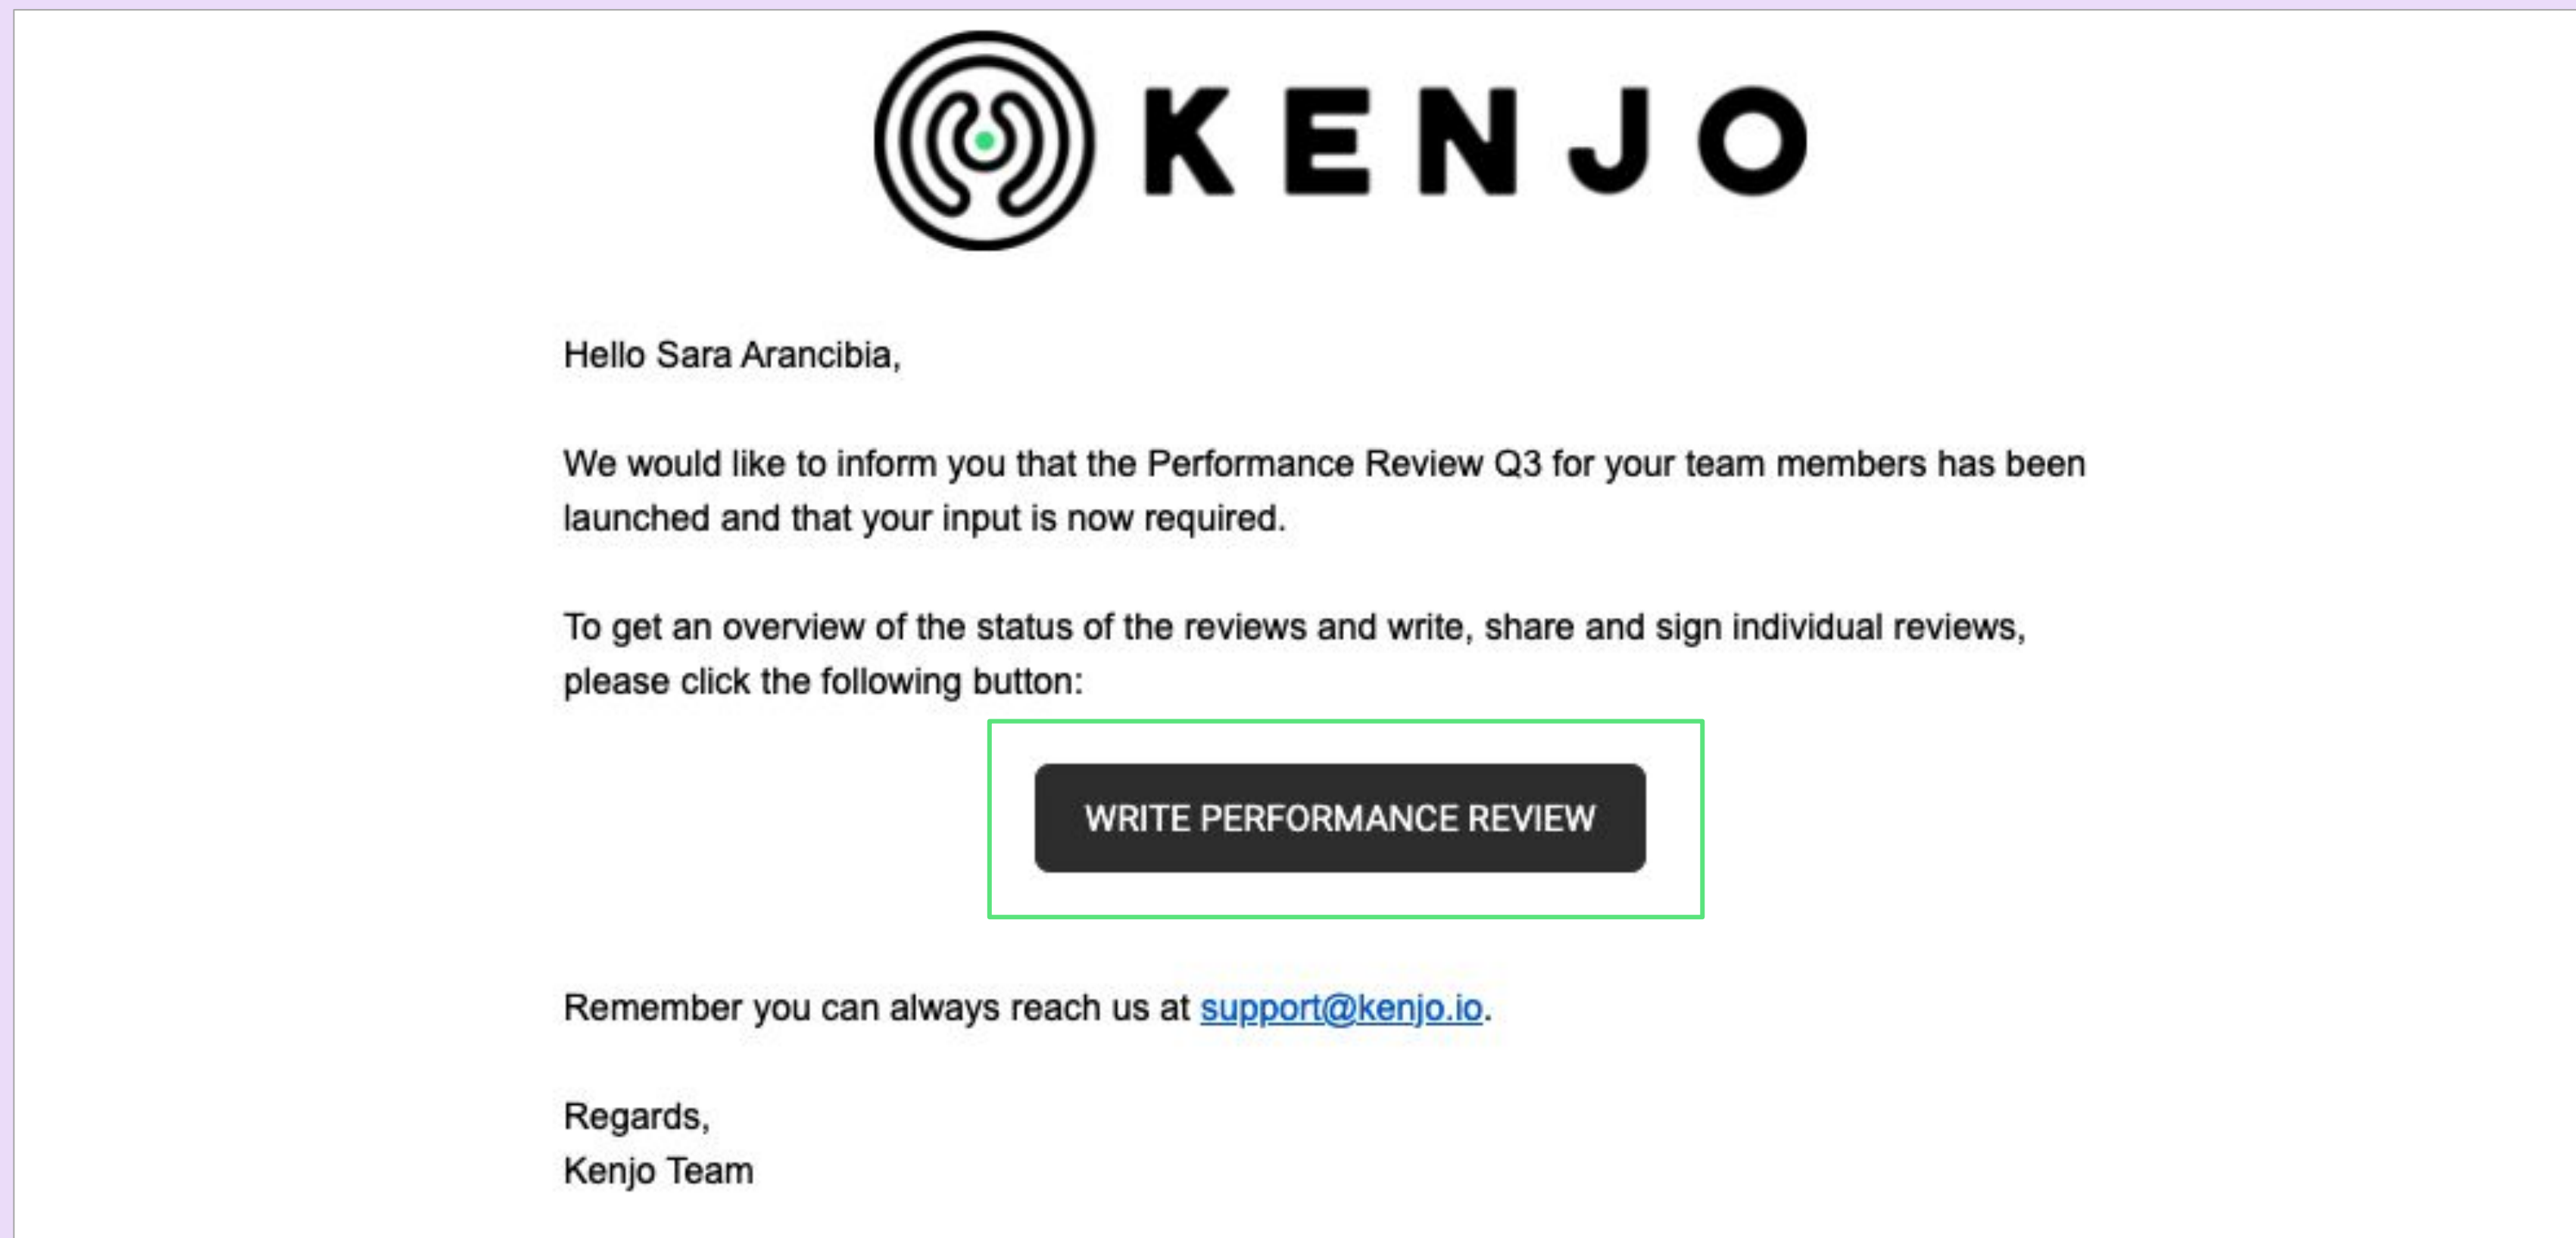 KENJO
Hello Sara Arancibia,
We would like to inform you that the Performance Review Q3 for your team members has been
launched and that your input is now required.
To get an overview of the status of the reviews and write, share and sign individual reviews,
please click the following button:
WRITE PERFORMANCE REVIEW
Remember you can always reach us at support@kenjo.io.
Regards,
Kenjo Team